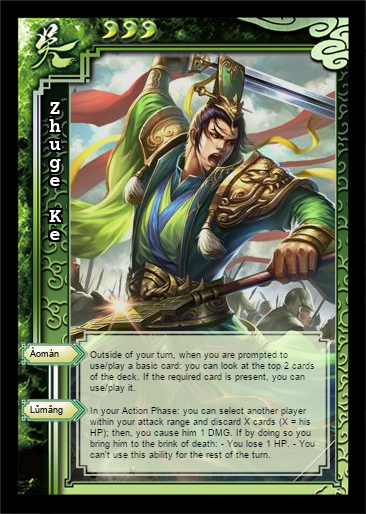 吳
Zhuge Ke
Àomàn
Outside of your turn, when you are prompted to
use/play a basic card: you can look at the top 2 cards
of the deck. If the required card is present, you can
use/play it.
Lǔmǎng
In your Action Phase: you can select another player
within your attack range and discard X cards (X = his
HP); then, you cause him 1 DMG. If by doing so you
bring him to the brink of death: - You lose 1 HP. - You
can't use this ability for the rest of the turn.